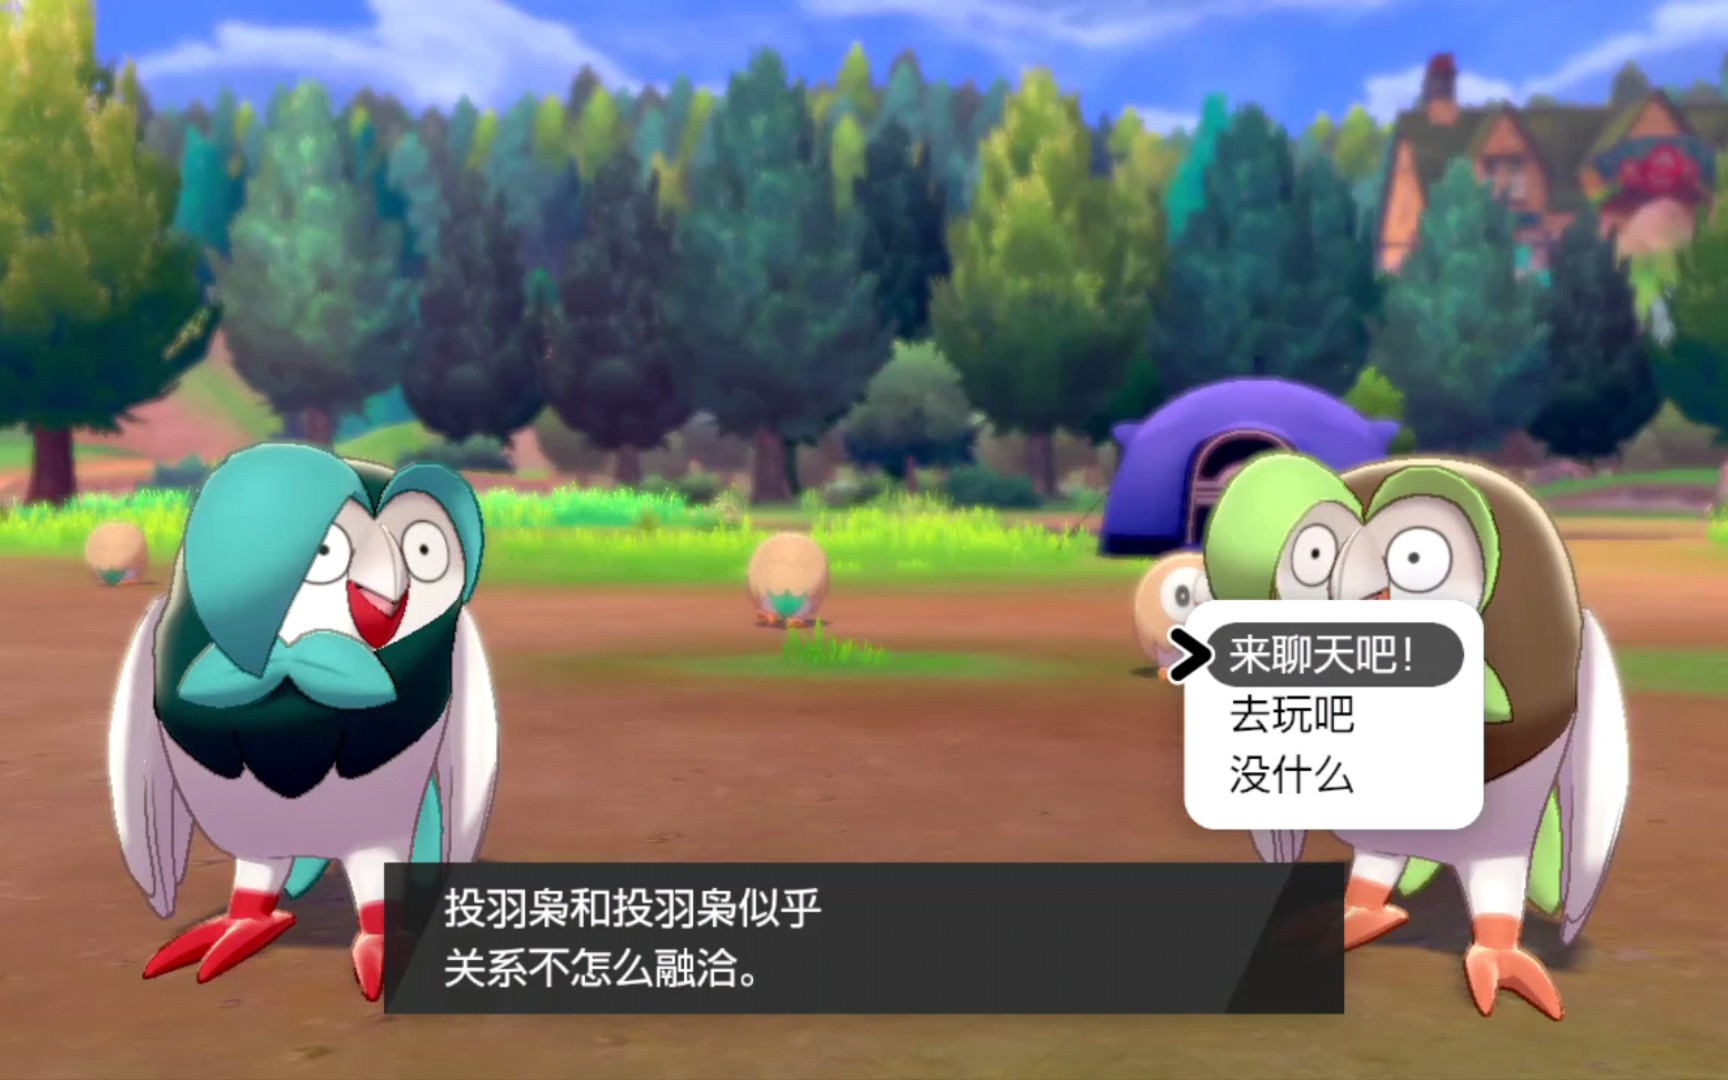 来聊天吧！
去玩吧
没什么
投羽枭和投羽枭似乎
关系不怎么融洽。